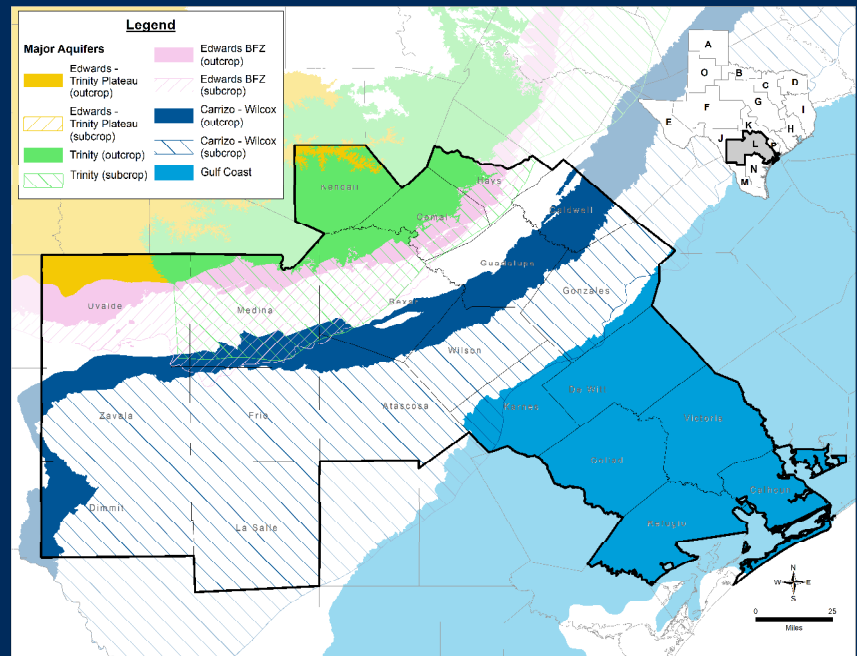 Legend
Major Aquifers
Edwards -
Trinity Plateau
(outcrop)
Edwards -
Trinity Plateau
(subcrop)
Trinity (outcrop)
Trinity (subcrop)
Edwards BFZ
(outcrop)
Edwards BFZ
(subcrop)
Carrizo - Wilcox
(outcrop)
Carrizo - Wilcox
(subcrop)
Gulf Coast
A
O
B
C
D
F
G
I
E
K
H
J
L
P
N
M
Kendall
Hays
Comal
Caldwell
Guadalupe
Uvalde
Medina
Bexar
Gonzales
Wilson
Zavala
Frio
Atascosa
Karnes
De Witt
Victoria
Goliad
Calhoun
Dimmit
La Salle
Refugio
N
W E
S
0 25
Miles